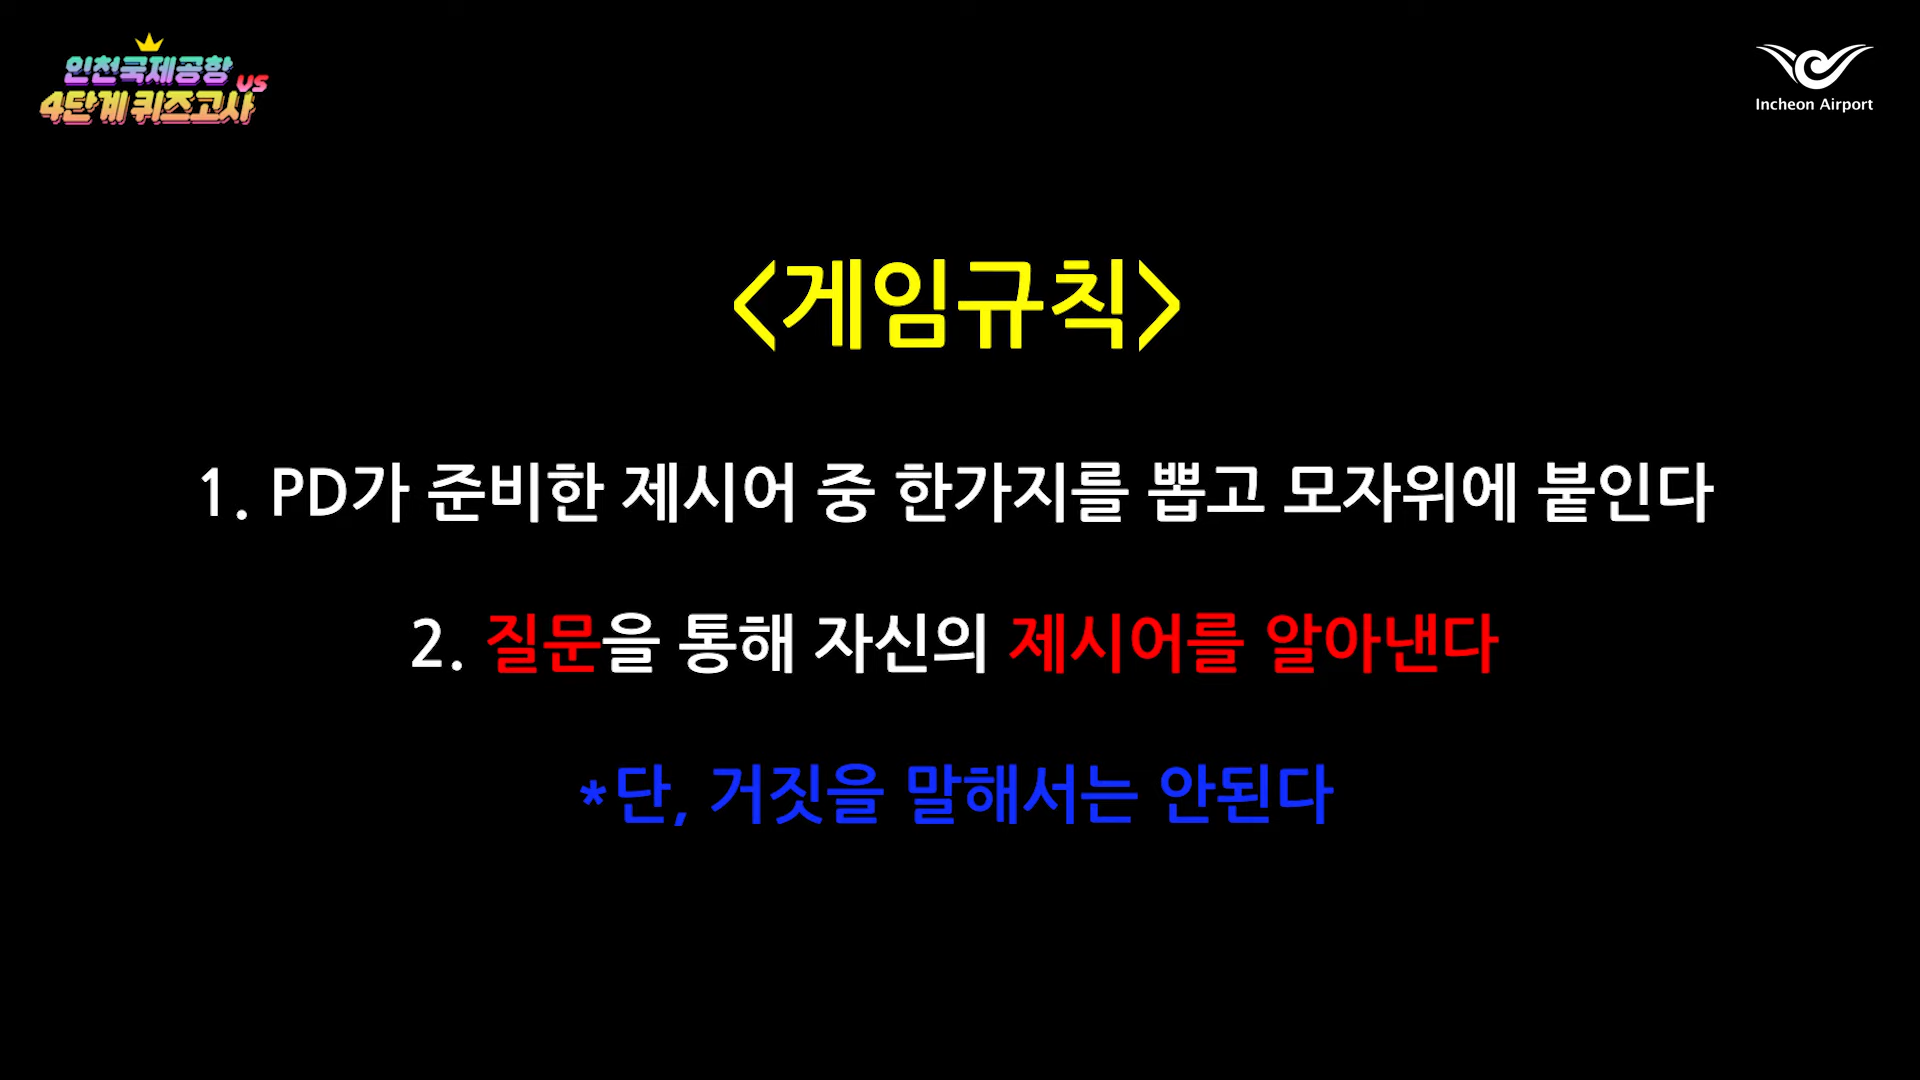 인천국제공항 VS
4단계 퀴즈고사
Incheon Airport
<게임규칙>
1. PD가 준비한 제시어 중 한가지를 뽑고 모자위에 붙인다
2. 질문을 통해 자신의 제시어를 알아낸다
*단, 거짓을 말해서는 안된다